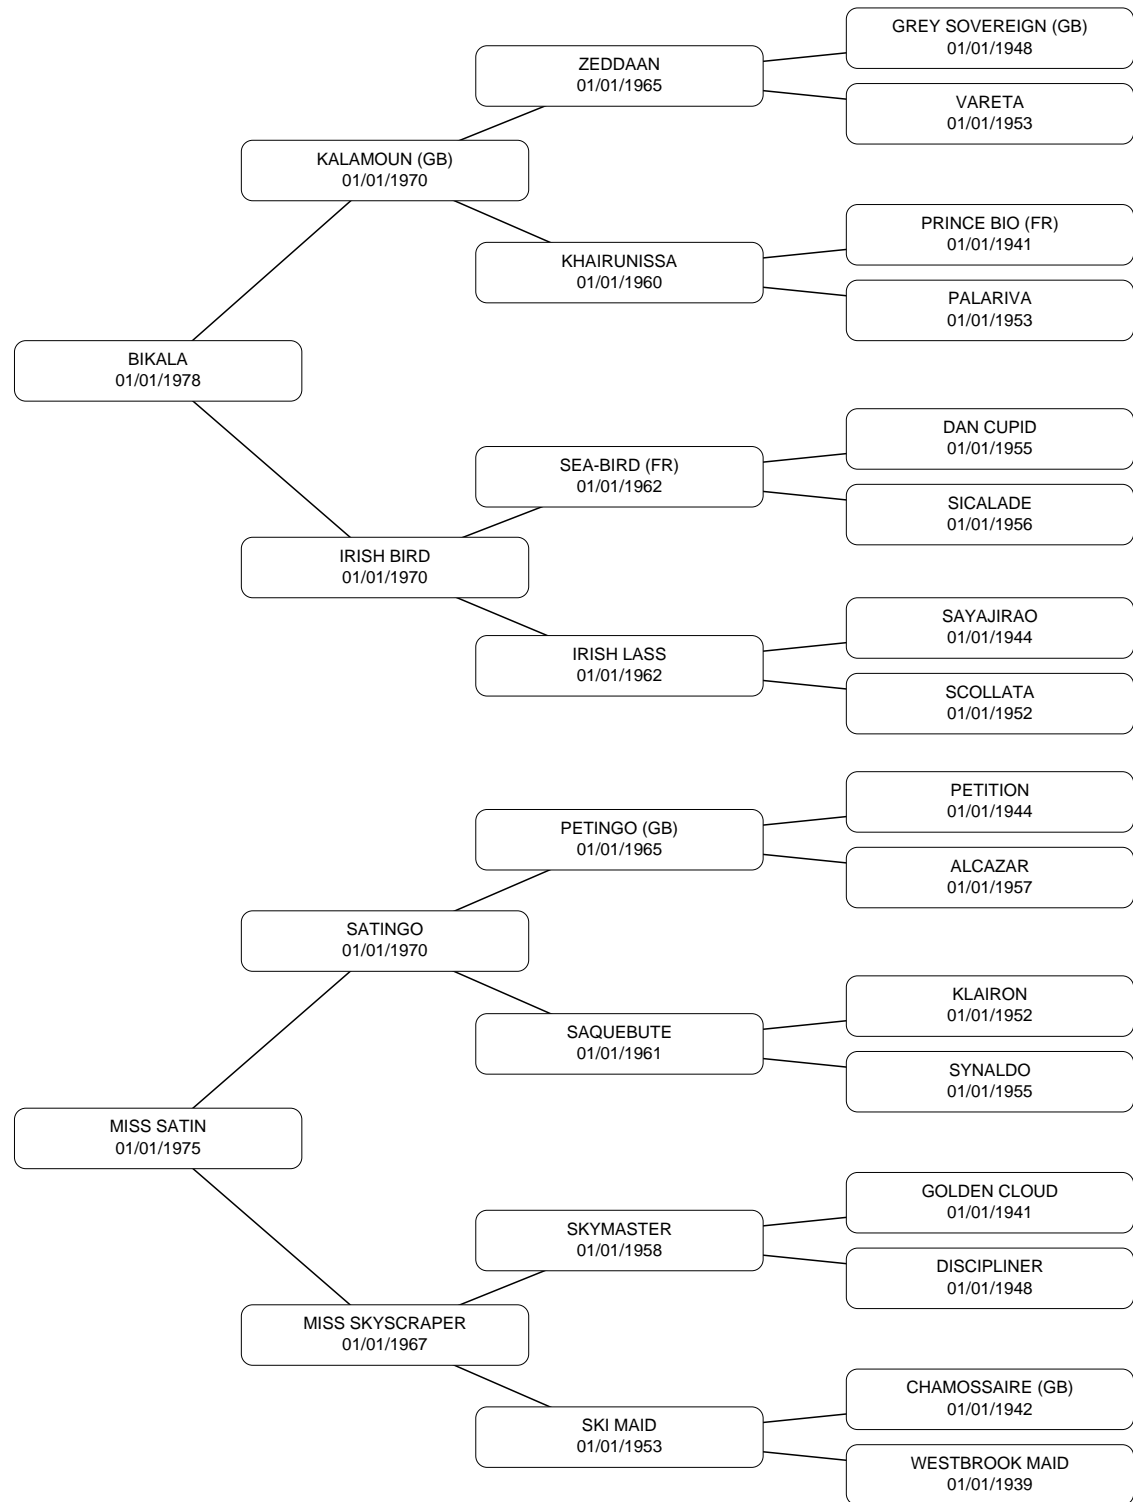 GREY SOVEREIGN (GB)
01/01/1948
ZEDDAAN
01/01/1965
VARETA
01/01/1953
KALAMOUN (GB)
01/01/1970
PRINCE BIO (FR)
01/01/1941
KHAIRUNISSA
01/01/1960
PALARIVA
01/01/1953
BIKALA
01/01/1978
DAN CUPID
01/01/1955
SEA-BIRD (FR)
01/01/1962
SICALADE
01/01/1956
IRISH BIRD
01/01/1970
SAYAJIRAO
01/01/1944
IRISH LASS
01/01/1962
SCOLLATA
01/01/1952
PETITION
01/01/1944
PETINGO (GB)
01/01/1965
ALCAZAR
01/01/1957
SATINGO
01/01/1970
KLAIRON
01/01/1952
SAQUEBUTE
01/01/1961
SYNALDO
01/01/1955
MISS SATIN
01/01/1975
GOLDEN CLOUD
01/01/1941
SKYMASTER
01/01/1958
DISCIPLINER
01/01/1948
MISS SKYSCRAPER
01/01/1967
CHAMOSSAIRE (GB)
01/01/1942
SKI MAID
01/01/1953
WESTBROOK MAID
01/01/1939